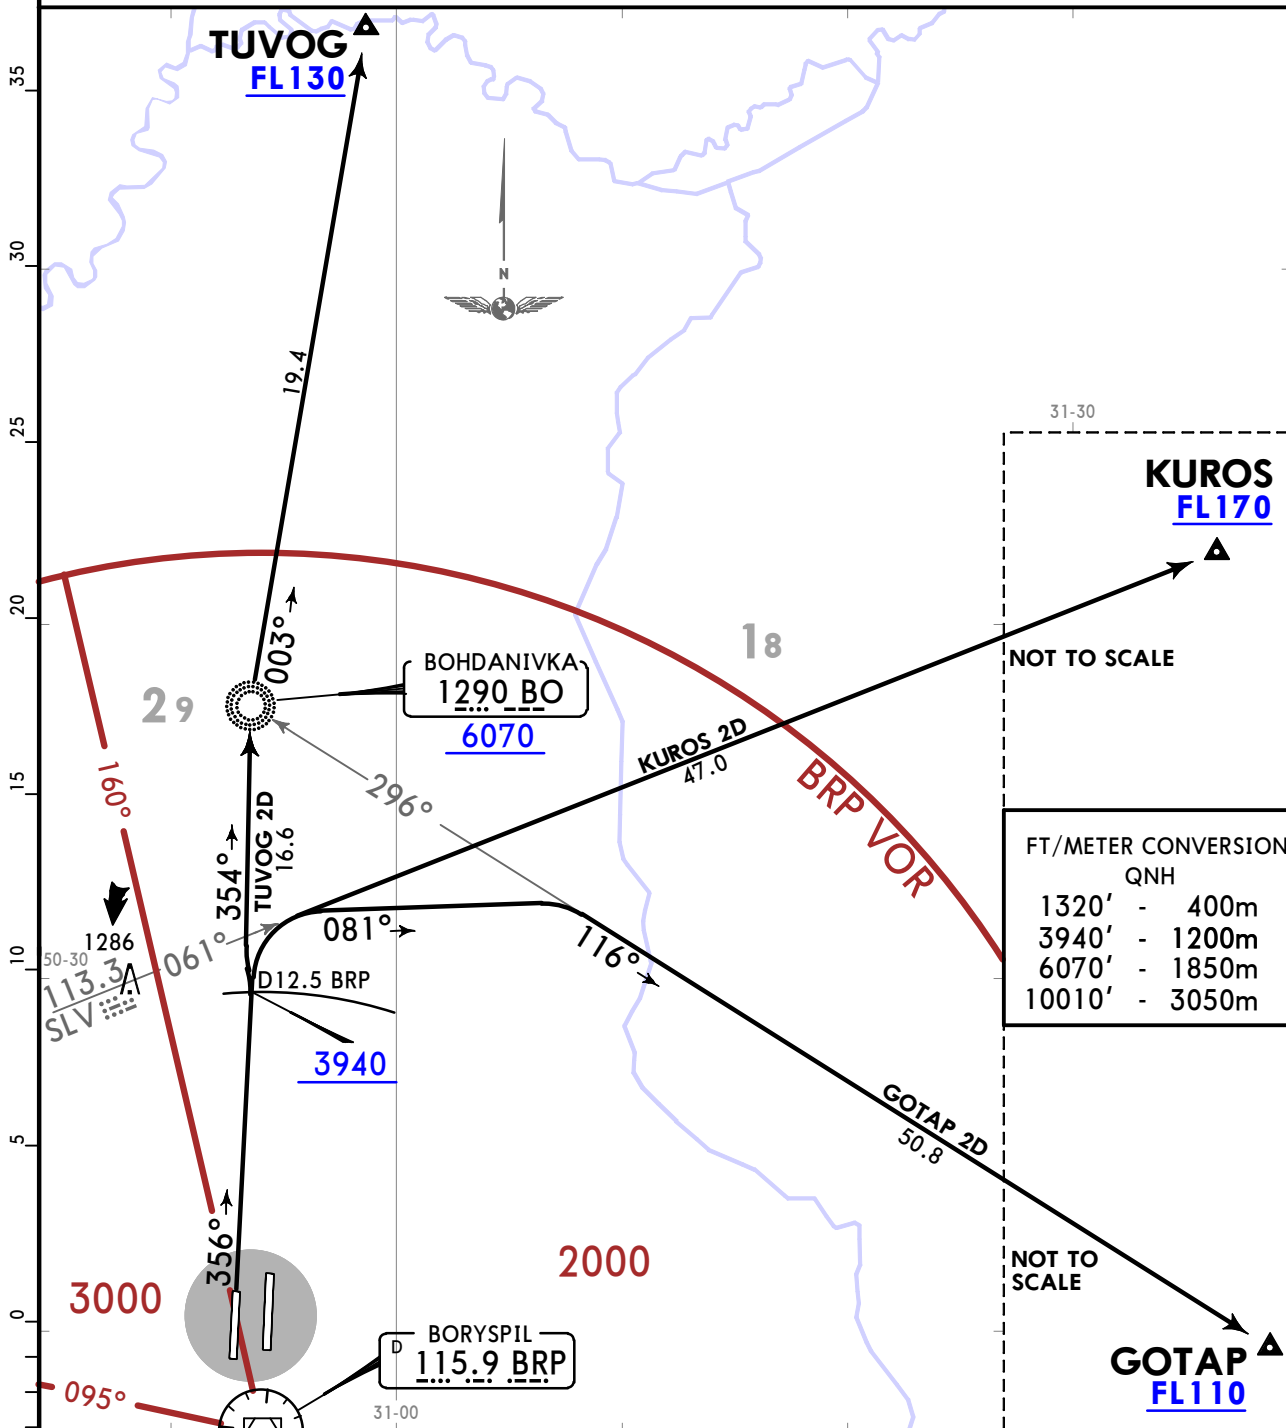 TUVOG
FL130
35
30
N
19.4
25
31-30
KUROS
FL170
20
003°
18
NOT TO SCALE
BOHDANIVKA
1290 BO
6070
29
KUROS 2D
47.0
15
160°
296°
BRP VOR
354°
TUVOG 2D
16.6
FT/METER CONVERSION
QNH
1320' - 400m
3940' - 1200m
6070' - 1850m
10010' - 3050m
081°
116°
1286
061°
50-30
10
113.3
SLV
D12.5 BRP
3940
5
GOTAP 2D
50.8
356°
2000
NOT TO
SCALE
3000
0
BORYSPIL
D
115.9 BRP
GOTAP
FL110
095°
31-00